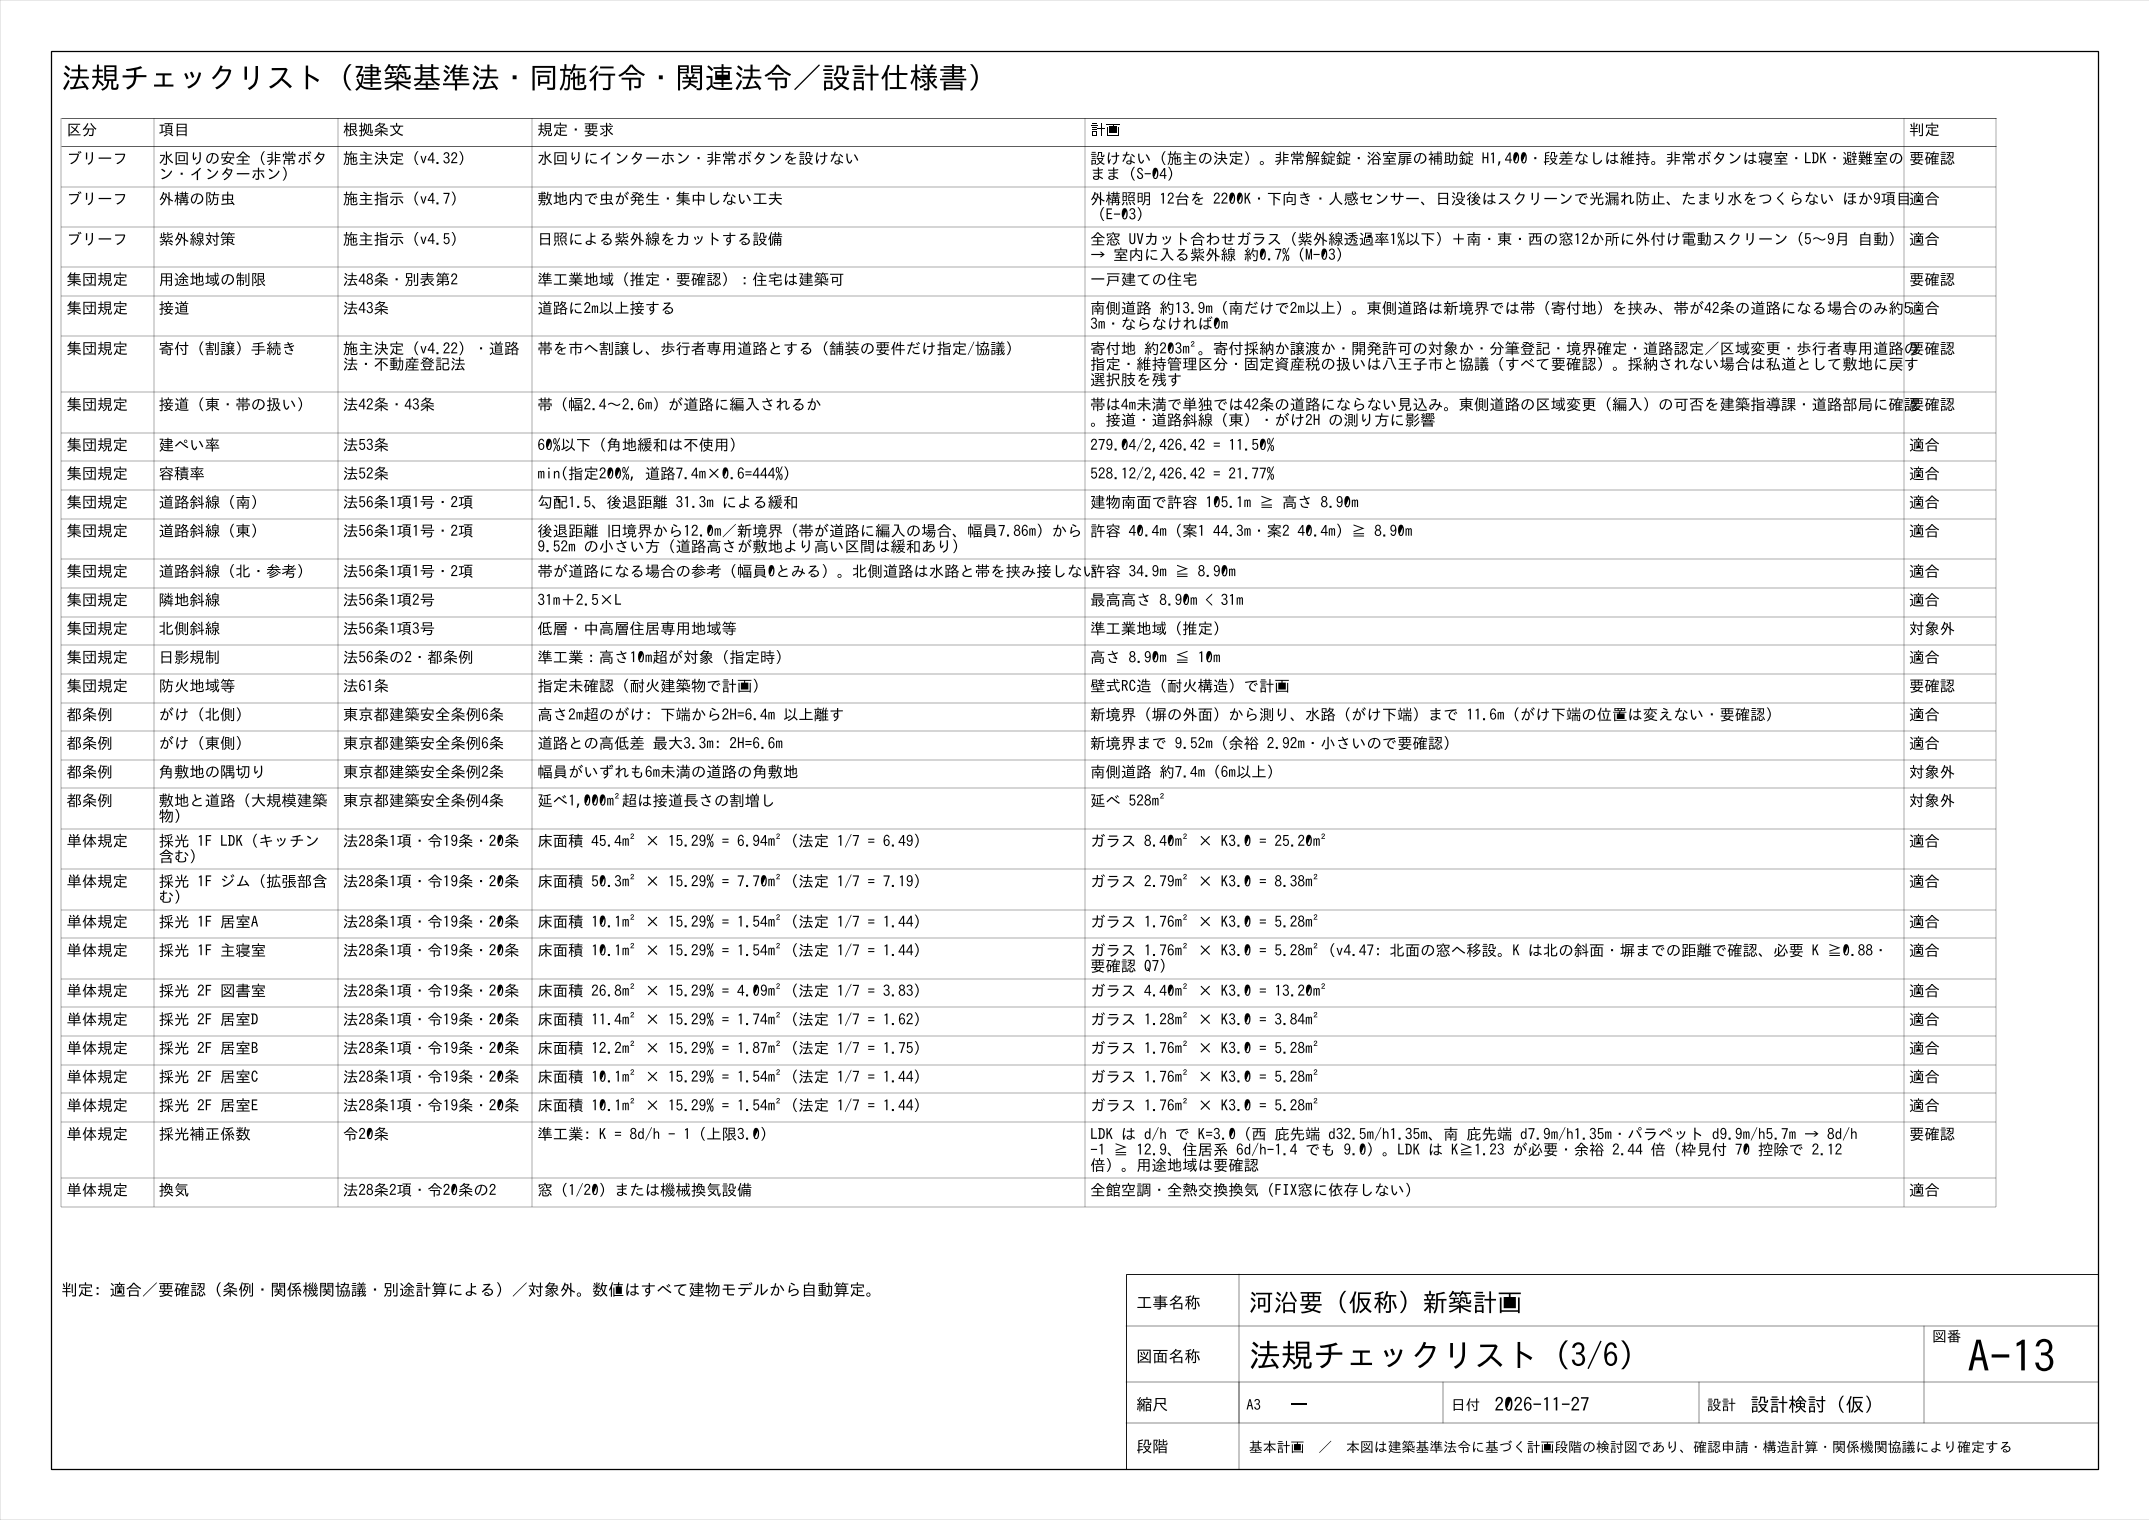 法規チェックリスト（建築基準法・同施行令・関連法令／設計仕様書）
区分 項目 根拠条文 規定・要求 計画 判定
ブリーフ 水回りの安全（非常ボタ 施主決定（v4.32） 水回りにインターホン・非常ボタンを設けない 設けない（施主の決定）。非常解錠錠・浴室扉の補助錠 H1,400・段差なしは維持。非常ボタンは寝室・LDK・避難室の 要確認
ン・インターホン） まま（S-04）
ブリーフ 外構の防虫 施主指示（v4.7） 敷地内で虫が発生・集中しない工夫 外構照明 12台を 2200K・下向き・人感センサー、日没後はスクリーンで光漏れ防止、たまり水をつくらない ほか9項目 適合
（E-03）
ブリーフ 紫外線対策 施主指示（v4.5） 日照による紫外線をカットする設備 全窓 UVカット合わせガラス（紫外線透過率1%以下）＋南・東・西の窓12か所に外付け電動スクリーン（5～9月 自動） 適合
→ 室内に入る紫外線 約0.7%（M-03）
集団規定 用途地域の制限 法48条・別表第2 準工業地域（推定・要確認）：住宅は建築可 一戸建ての住宅 要確認
集団規定 接道 法43条 道路に2m以上接する 南側道路 約13.9m（南だけで2m以上）。東側道路は新境界では帯（寄付地）を挟み、帯が42条の道路になる場合のみ約5 適合
3m・ならなければ0m
集団規定 寄付（割譲）手続き 施主決定（v4.22）・道路 帯を市へ割譲し、歩行者専用道路とする（舗装の要件だけ指定/協議） 寄付地 約203m²。寄付採納か譲渡か・開発許可の対象か・分筆登記・境界確定・道路認定／区域変更・歩行者専用道路の 要確認
法・不動産登記法 指定・維持管理区分・固定資産税の扱いは八王子市と協議（すべて要確認）。採納されない場合は私道として敷地に戻す
選択肢を残す
集団規定 接道（東・帯の扱い） 法42条・43条 帯（幅2.4～2.6m）が道路に編入されるか 帯は4m未満で単独では42条の道路にならない見込み。東側道路の区域変更（編入）の可否を建築指導課・道路部局に確認 要確認
。接道・道路斜線（東）・がけ2H の測り方に影響
集団規定 建ぺい率 法53条 60%以下（角地緩和は不使用） 279.04/2,426.42 = 11.50% 適合
集団規定 容積率 法52条 min(指定200%, 道路7.4m×0.6=444%) 528.12/2,426.42 = 21.77% 適合
集団規定 道路斜線（南） 法56条1項1号・2項 勾配1.5、後退距離 31.3m による緩和 建物南面で許容 105.1m ≧ 高さ 8.90m 適合
集団規定 道路斜線（東） 法56条1項1号・2項 後退距離 旧境界から12.0m／新境界（帯が道路に編入の場合、幅員7.86m）から 許容 40.4m（案1 44.3m・案2 40.4m）≧ 8.90m 適合
9.52m の小さい方（道路高さが敷地より高い区間は緩和あり）
集団規定 道路斜線（北・参考） 法56条1項1号・2項 帯が道路になる場合の参考（幅員0とみる）。北側道路は水路と帯を挟み接しない 許容 34.9m ≧ 8.90m 適合
集団規定 隣地斜線 法56条1項2号 31m＋2.5×L 最高高さ 8.90m < 31m 適合
集団規定 北側斜線 法56条1項3号 低層・中高層住居専用地域等 準工業地域（推定） 対象外
集団規定 日影規制 法56条の2・都条例 準工業：高さ10m超が対象（指定時） 高さ 8.90m ≦ 10m 適合
集団規定 防火地域等 法61条 指定未確認（耐火建築物で計画） 壁式RC造（耐火構造）で計画 要確認
都条例 がけ（北側） 東京都建築安全条例6条 高さ2m超のがけ: 下端から2H=6.4m 以上離す 新境界（塀の外面）から測り、水路（がけ下端）まで 11.6m（がけ下端の位置は変えない・要確認） 適合
都条例 がけ（東側） 東京都建築安全条例6条 道路との高低差 最大3.3m: 2H=6.6m 新境界まで 9.52m（余裕 2.92m・小さいので要確認） 適合
都条例 角敷地の隅切り 東京都建築安全条例2条 幅員がいずれも6m未満の道路の角敷地 南側道路 約7.4m（6m以上） 対象外
都条例 敷地と道路（大規模建築 東京都建築安全条例4条 延べ1,000m²超は接道長さの割増し 延べ 528m² 対象外
物）
単体規定 採光 1F LDK（キッチン 法28条1項・令19条・20条 床面積 45.4m² × 15.29% = 6.94m²（法定 1/7 = 6.49） ガラス 8.40m² × K3.0 = 25.20m² 適合
含む）
単体規定 採光 1F ジム（拡張部含 法28条1項・令19条・20条 床面積 50.3m² × 15.29% = 7.70m²（法定 1/7 = 7.19） ガラス 2.79m² × K3.0 = 8.38m² 適合
む）
単体規定 採光 1F 居室A 法28条1項・令19条・20条 床面積 10.1m² × 15.29% = 1.54m²（法定 1/7 = 1.44） ガラス 1.76m² × K3.0 = 5.28m² 適合
単体規定 採光 1F 主寝室 法28条1項・令19条・20条 床面積 10.1m² × 15.29% = 1.54m²（法定 1/7 = 1.44） ガラス 1.76m² × K3.0 = 5.28m²（v4.47: 北面の窓へ移設。K は北の斜面・塀までの距離で確認、必要 K ≧0.88・ 適合
要確認 Q7）
単体規定 採光 2F 図書室 法28条1項・令19条・20条 床面積 26.8m² × 15.29% = 4.09m²（法定 1/7 = 3.83） ガラス 4.40m² × K3.0 = 13.20m² 適合
単体規定 採光 2F 居室D 法28条1項・令19条・20条 床面積 11.4m² × 15.29% = 1.74m²（法定 1/7 = 1.62） ガラス 1.28m² × K3.0 = 3.84m² 適合
単体規定 採光 2F 居室B 法28条1項・令19条・20条 床面積 12.2m² × 15.29% = 1.87m²（法定 1/7 = 1.75） ガラス 1.76m² × K3.0 = 5.28m² 適合
単体規定 採光 2F 居室C 法28条1項・令19条・20条 床面積 10.1m² × 15.29% = 1.54m²（法定 1/7 = 1.44） ガラス 1.76m² × K3.0 = 5.28m² 適合
単体規定 採光 2F 居室E 法28条1項・令19条・20条 床面積 10.1m² × 15.29% = 1.54m²（法定 1/7 = 1.44） ガラス 1.76m² × K3.0 = 5.28m² 適合
単体規定 採光補正係数 令20条 準工業: K = 8d/h - 1（上限3.0） LDK は d/h で K=3.0（西 庇先端 d32.5m/h1.35m、南 庇先端 d7.9m/h1.35m・パラペット d9.9m/h5.7m → 8d/h 要確認
-1 ≧ 12.9、住居系 6d/h-1.4 でも 9.0）。LDK は K≧1.23 が必要・余裕 2.44 倍（枠見付 70 控除で 2.12
倍）。用途地域は要確認
単体規定 換気 法28条2項・令20条の2 窓（1/20）または機械換気設備 全館空調・全熱交換換気（FIX窓に依存しない） 適合
判定: 適合／要確認（条例・関係機関協議・別途計算による）／対象外。数値はすべて建物モデルから自動算定。
工事名称 河沿要（仮称）新築計画
図面名称 法規チェックリスト（3/6） 図番 A-13
縮尺 A3 — 日付 2026-11-27 設計 設計検討（仮）
段階 基本計画 ／ 本図は建築基準法令に基づく計画段階の検討図であり、確認申請・構造計算・関係機関協議により確定する